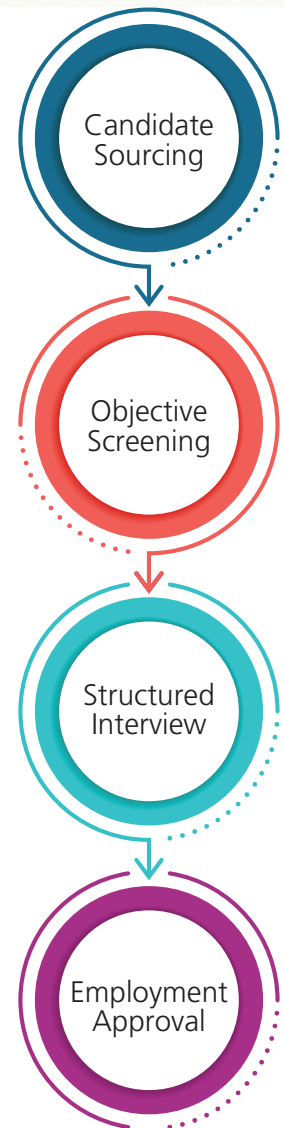 Candidate
Sourcing
Objective
Screening
Structured
Interview
Employment
Approval